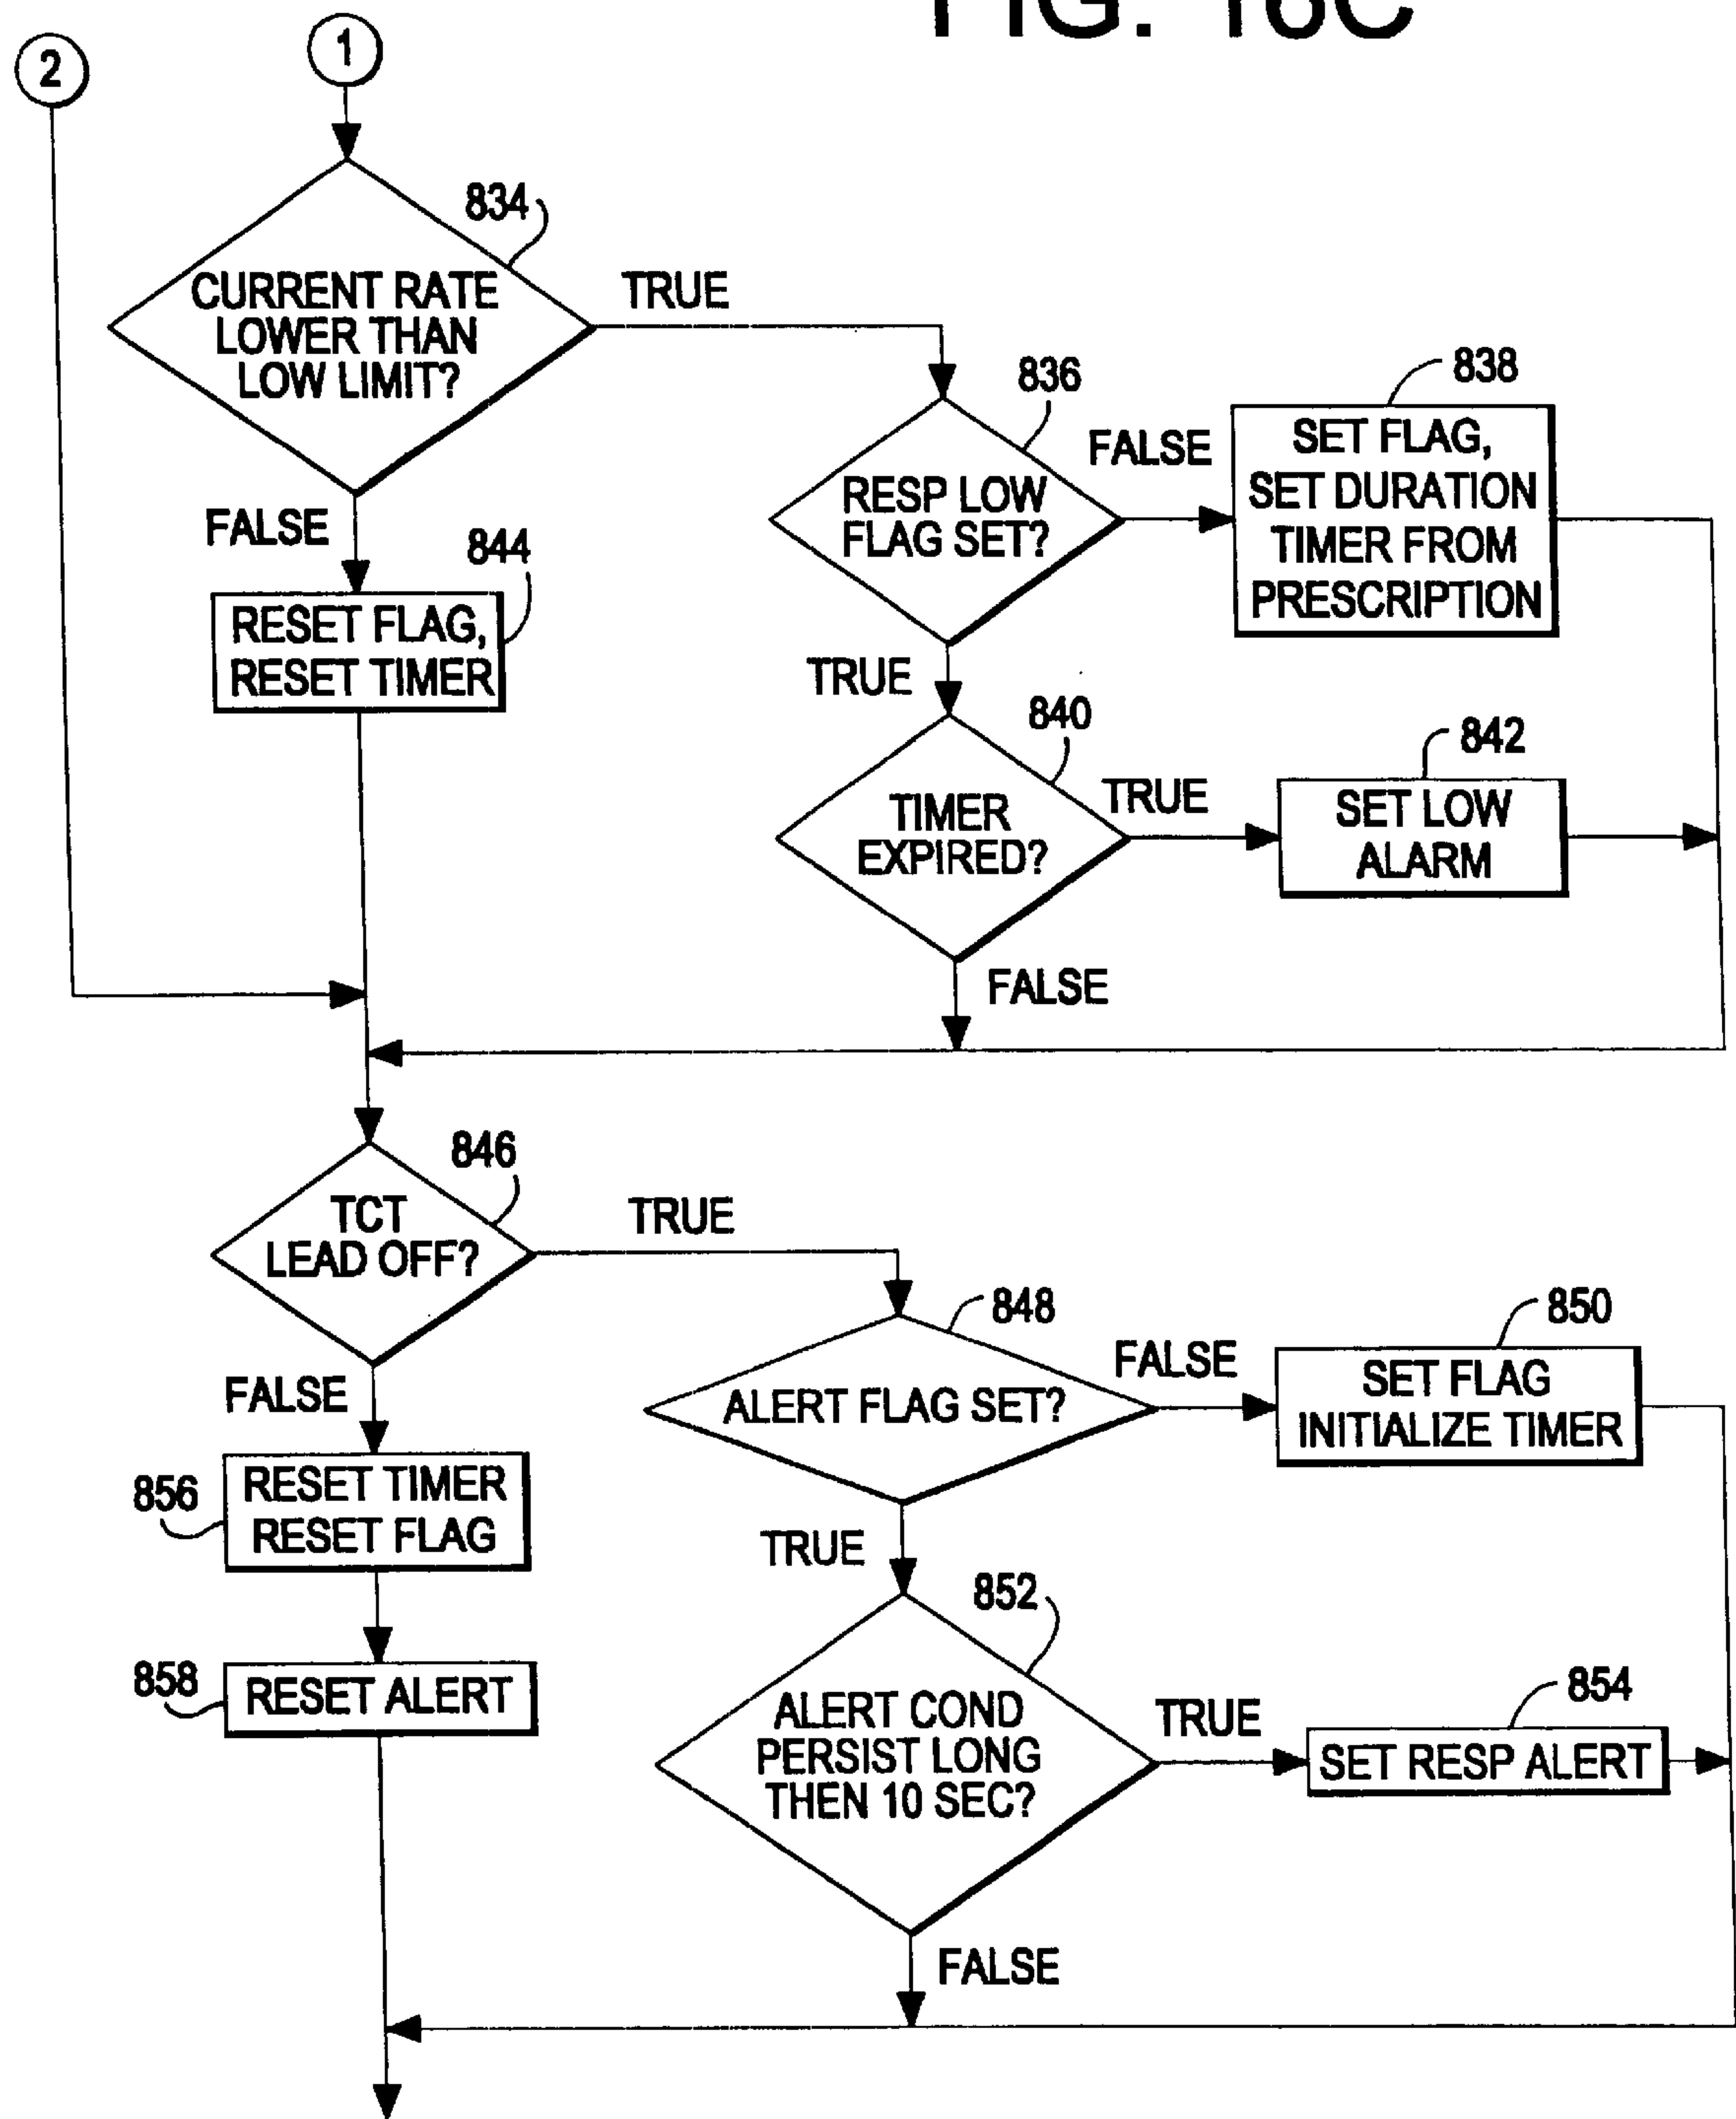 FIG. 18C
2
1
834
CURRENT RATE
LOWER THAN
LOW LIMIT?
TRUE
FALSE
836
RESP LOW
FLAG SET?
FALSE
838
SET FLAG,
SET DURATION
TIMER FROM
PRESCRIPTION
844
RESET FLAG,
RESET TIMER
TRUE
840
TIMER
EXPIRED?
TRUE
842
SET LOW
ALARM
FALSE
846
TCT
LEAD OFF?
TRUE
848
ALERT FLAG SET?
FALSE
850
SET FLAG
INITIALIZE TIMER
FALSE
856
RESET TIMER
RESET FLAG
TRUE
852
ALERT COND
PERSIST LONG
THEN 10 SEC?
TRUE
854
SET RESP ALERT
858
RESET ALERT
FALSE